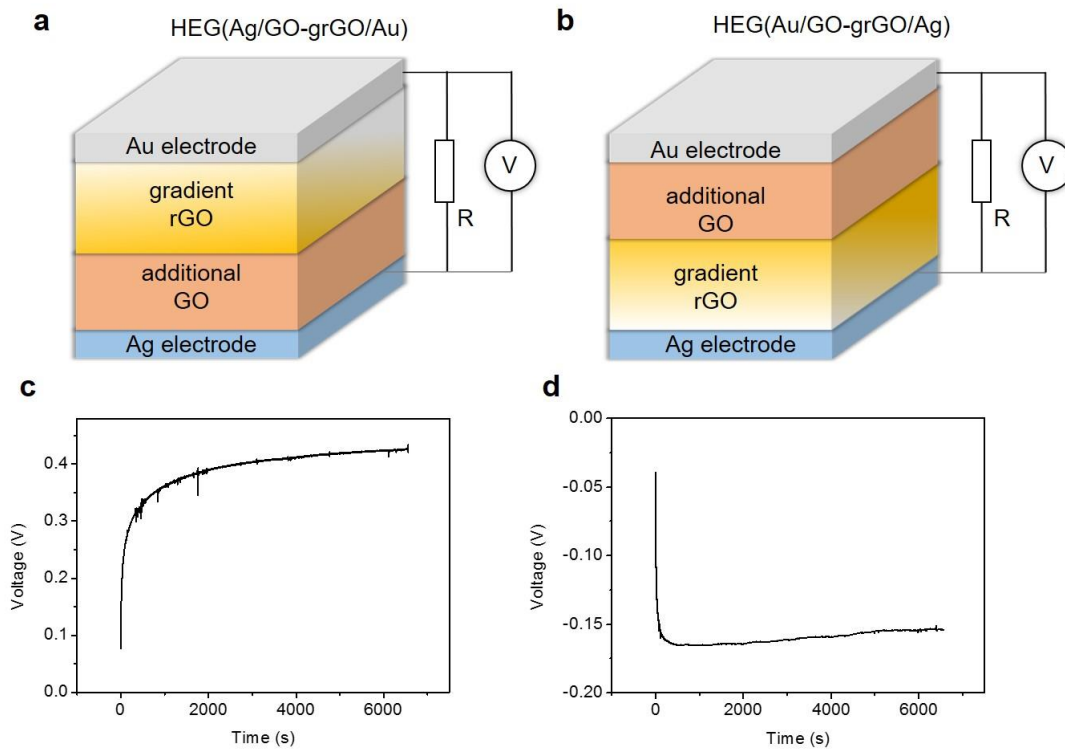 a
HEG(Ag/GO-grGO/Au)
Au electrode
gradient
rGO
additional
GO
Ag electrode
R
V
b
HEG(Au/GO-grGO/Ag)
Au electrode
additional
GO
gradient
rGO
Ag electrode
R
V
c
Voltage (V)
0.4
0.3
0.2
0.1
0.0
0 2000 4000 6000
Time (s)
d
Voltage (V)
0.00
-0.05
-0.10
-0.15
-0.20
0 2000 4000 6000
Time (s)